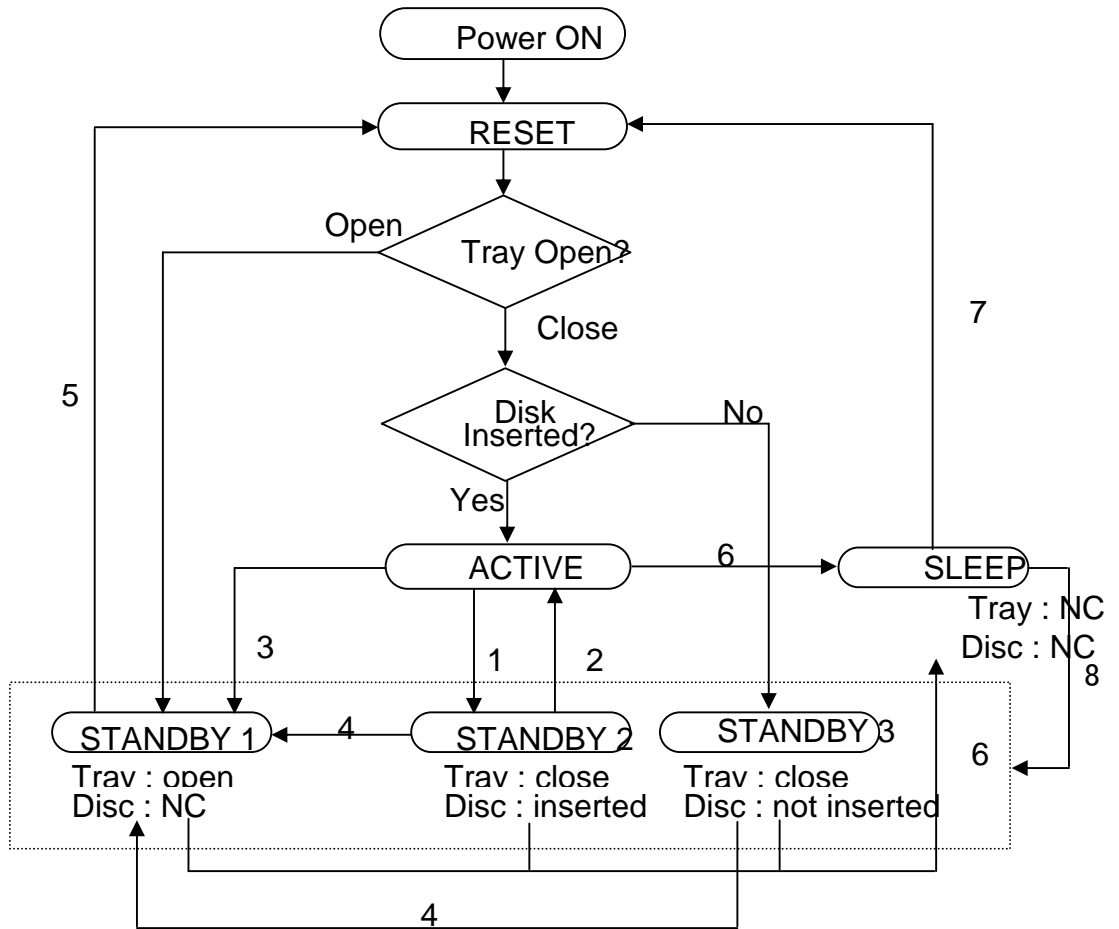 Power ON
RESET
Open
Tray Open?
7
Close
5
Disk
Inserted?
No
Yes
ACTIVE
6
SLEEP
Tray : NC
Disc : NC
8
3
1
2
STANDBY 1
4
STANDBY 2
STANDBY 3
6
Tray : open
Disc : NC
Tray : close
Disc : inserted
Tray : close
Disc : not inserted
4